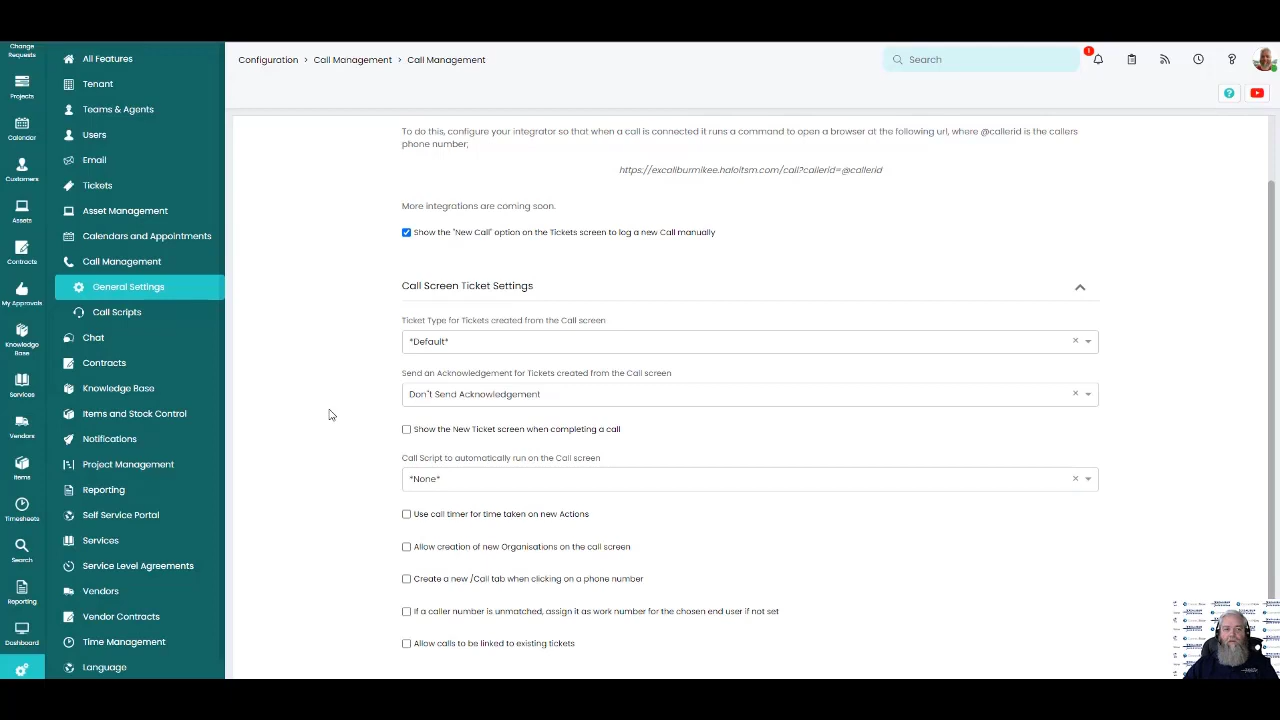 Change
Requests
Projects
Calendar
Customers
Assets
Contracts
My Approvals
Knowledge
Base
Services
Vendors
Items
Timesheets
Search
Reporting
Dashboard
All Features
Tenant
Teams & Agents
Users
Email
Tickets
Asset Management
Calendars and Appointments
Call Management
General Settings
Call Scripts
Chat
Contracts
Knowledge Base
Items and Stock Control
Notifications
Project Management
Reporting
Self Service Portal
Services
Service Level Agreements
Vendors
Vendor Contracts
Time Management
Language
Configuration > Call Management > Call Management
Search
1
To do this, configure your integrator so that when a call is connected it runs a command to open a browser at the following url, where @callerid is the callers
phone number;
https://excaliburmikee.haloitsm.com/call?callerid=@callerid
More integrations are coming soon.
Show the "New Call" option on the Tickets screen to log a new Call manually
Call Screen Ticket Settings
Ticket Type for Tickets created from the Call screen
*Default*
Send an Acknowledgement for Tickets created from the Call screen
Don't Send Acknowledgement
Show the New Ticket screen when completing a call
Call Script to automatically run on the Call screen
*None*
Use call timer for time taken on new Actions
Allow creation of new Organisations on the call screen
Create a new /Call tab when clicking on a phone number
If a caller number is unmatched, assign it as work number for the chosen end user if not set
Allow calls to be linked to existing tickets